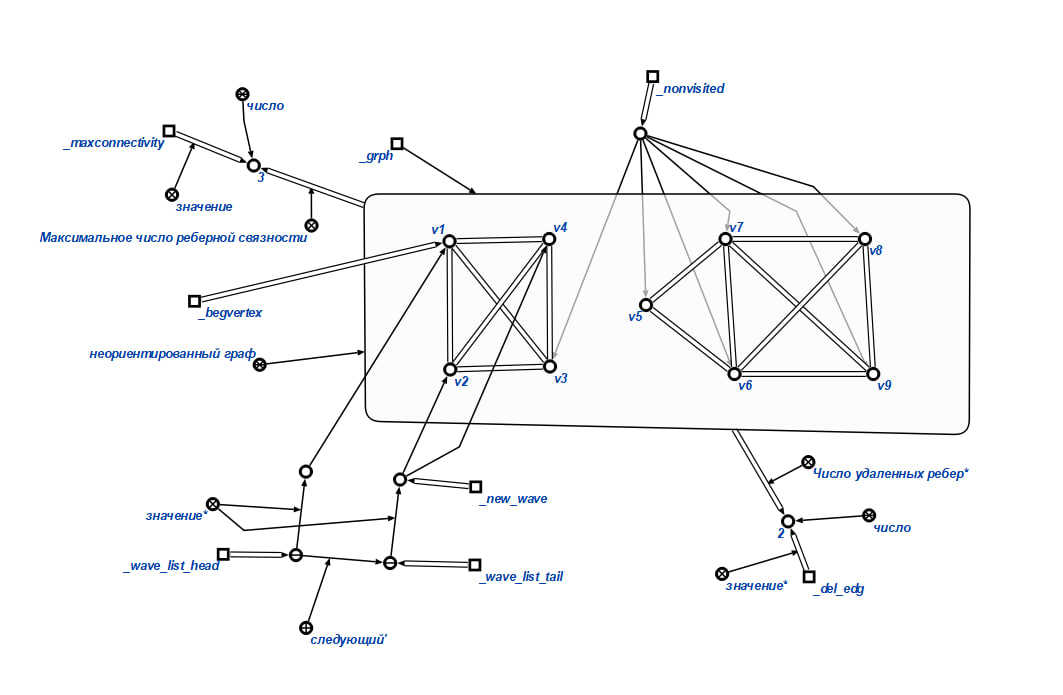 _nonvisited
число
_maxconnectivity
_grph
3
значение
Максимальное число реберной связности
v1
v4
v7
v8
_begvertex
v5
неориентированный граф
v2
v3
v6
v9
Число удаленных ребер*
_new_wave
значение*
число
2
_wave_list_head
_wave_list_tail
значение*
_del_edg
следующий'